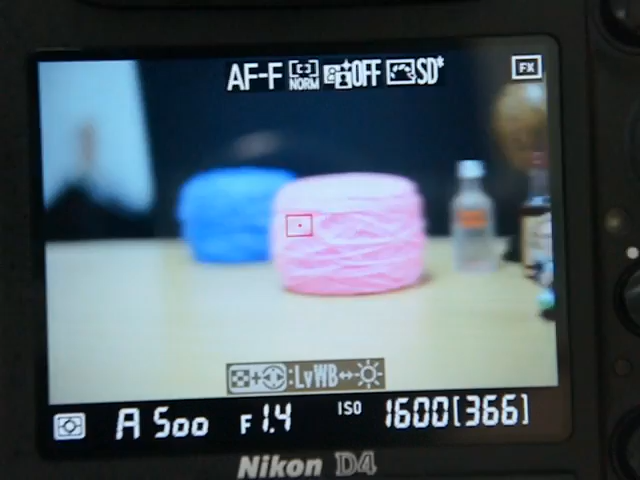 AF-F NORM OFF SD*
FX
:LvWB↔
A 500 F1.4 ISO 1600[366]
Nikon D4